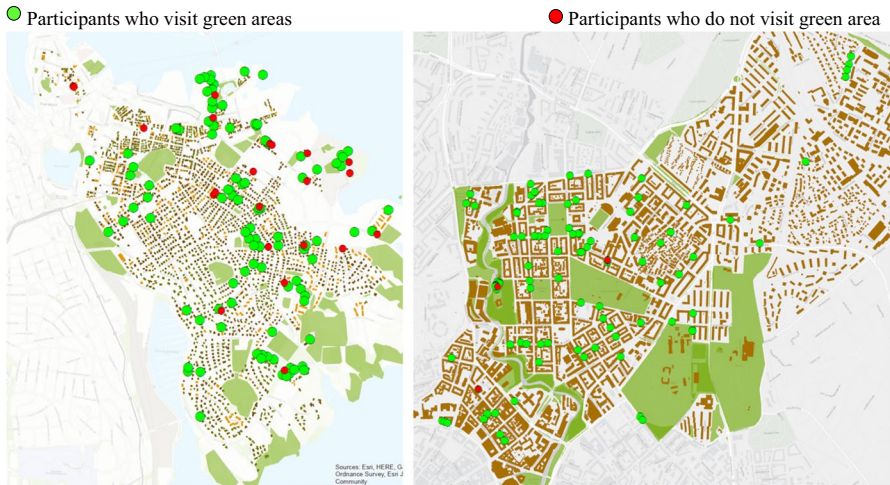 Participants who visit green areas
Participants who do not visit green area
Sources: Esri, HERE, G
Ordnance Survey, Esri J
Community